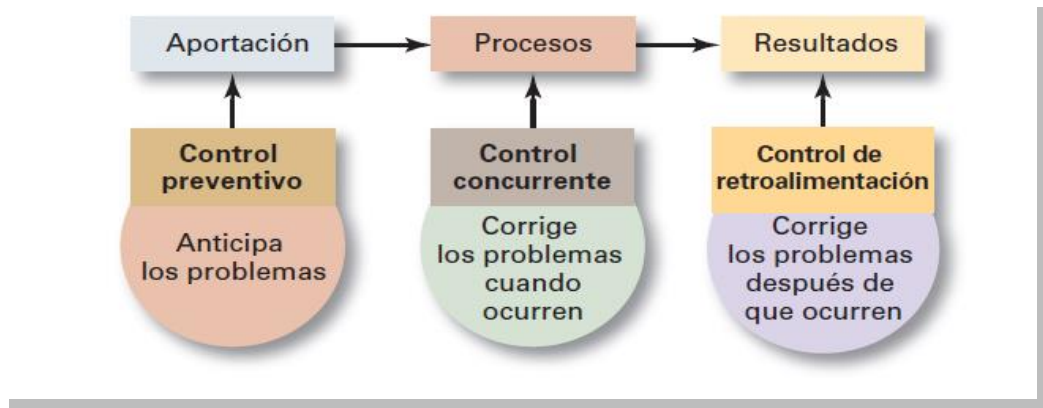 Aportación
Procesos
Resultados
Control
preventivo
Anticipa
los problemas
Control
concurrente
Corrige
los problemas
cuando
ocurren
Control de
retroalimentación
Corrige
los problemas
después de
que ocurren